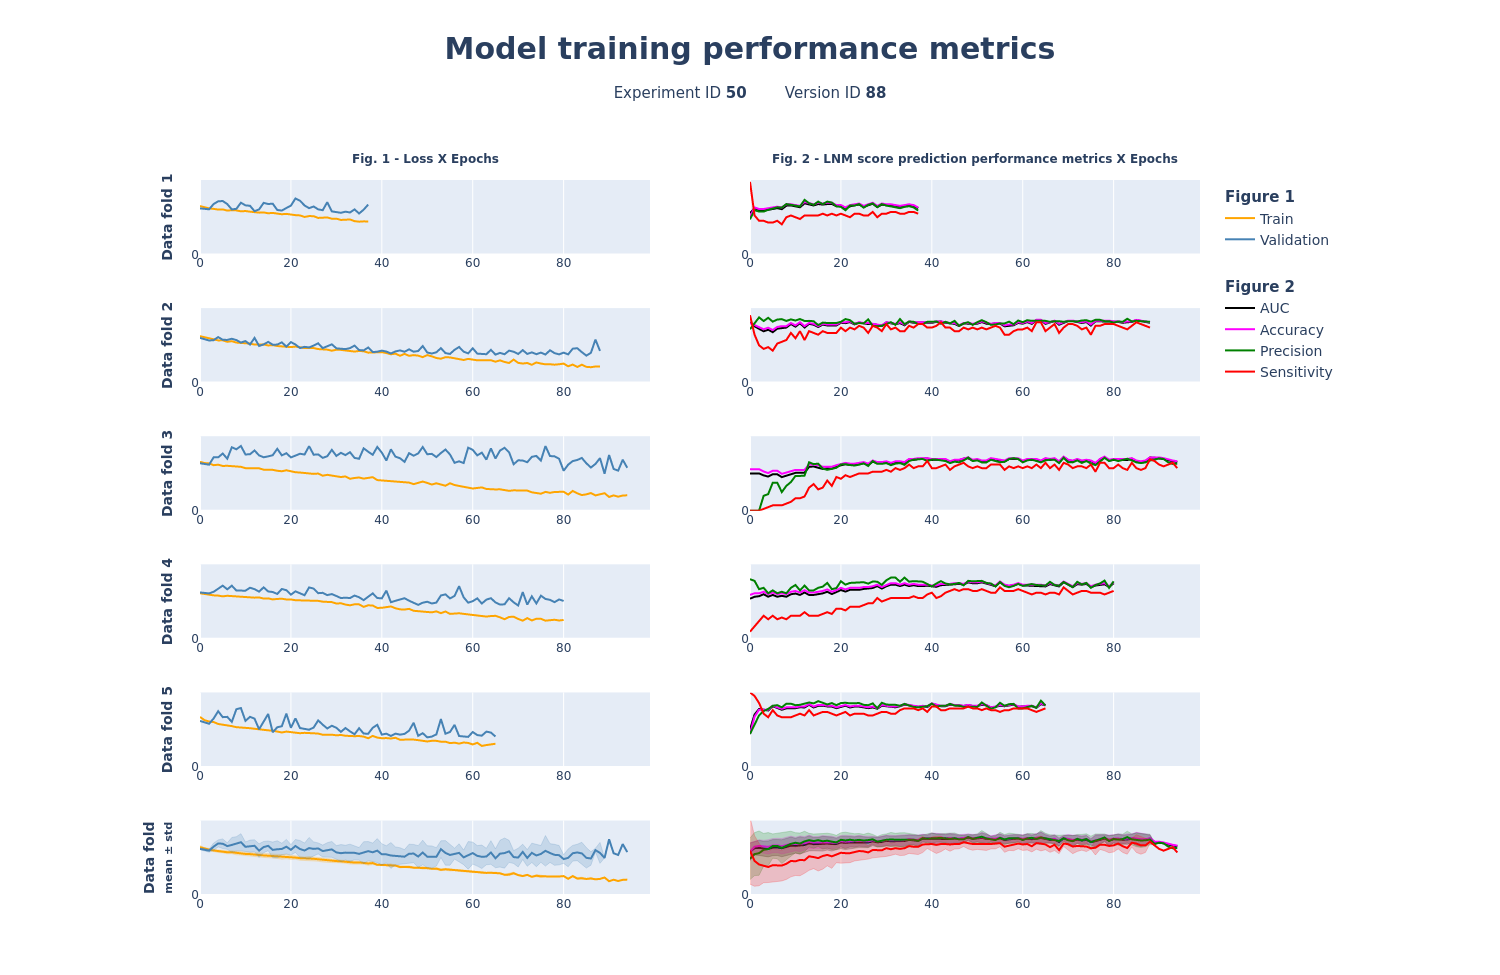 Model training performance metrics
Experiment ID 50 Version ID 88
Fig. 1 - Loss X Epochs
Fig. 2 - LNM score prediction performance metrics X Epochs
Data fold 1
0
0 20 40 60 80
0
0 20 40 60 80
Figure 1
Train
Validation
Figure 2
AUC
Accuracy
Precision
Sensitivity
Data fold 2
0
0 20 40 60 80
0
0 20 40 60 80
Data fold 3
0
0 20 40 60 80
0
0 20 40 60 80
Data fold 4
0
0 20 40 60 80
0
0 20 40 60 80
Data fold 5
0
0 20 40 60 80
0
0 20 40 60 80
Data fold
mean ± std
0
0 20 40 60 80
0
0 20 40 60 80